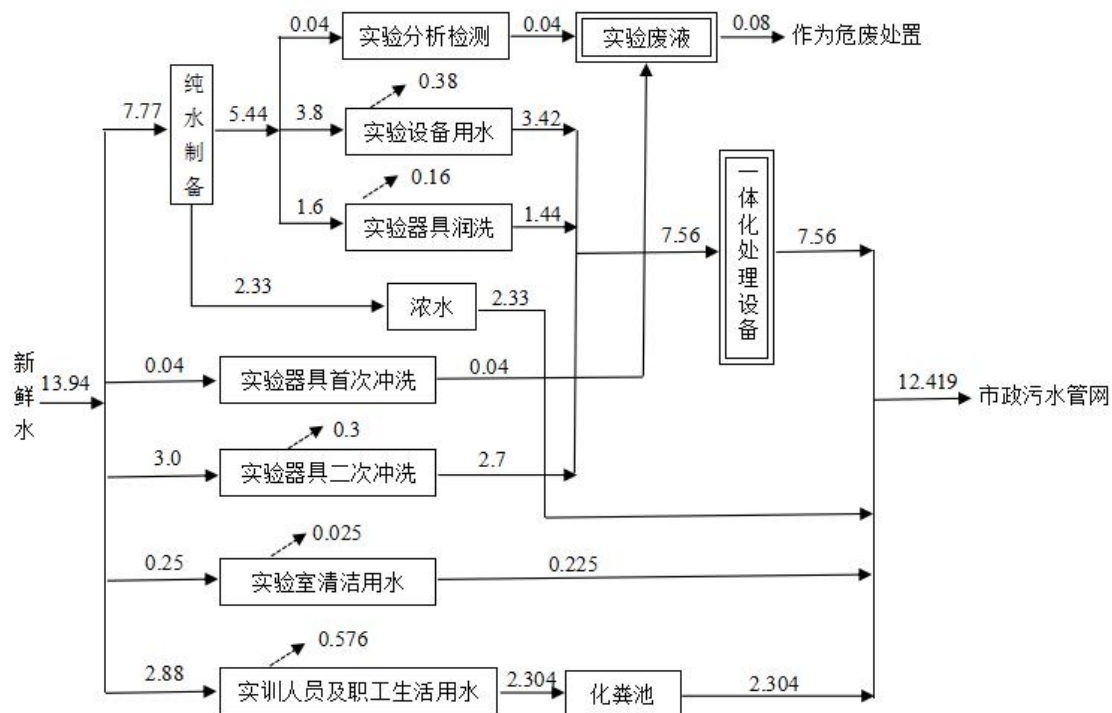 0.04
实验分析检测
0.04
实验废液
0.08
作为危废处置
纯水制备
7.77
5.44
0.38
3.8
实验设备用水
3.42
0.16
1.6
实验器具润洗
1.44
一体化处理设备
7.56
7.56
2.33
浓水
2.33
新鲜水
13.94
0.04
实验器具首次冲洗
0.04
12.419
市政污水管网
0.3
3.0
实验器具二次冲洗
2.7
0.025
0.25
实验室清洁用水
0.225
0.576
2.88
实训人员及职工生活用水
2.304
化粪池
2.304